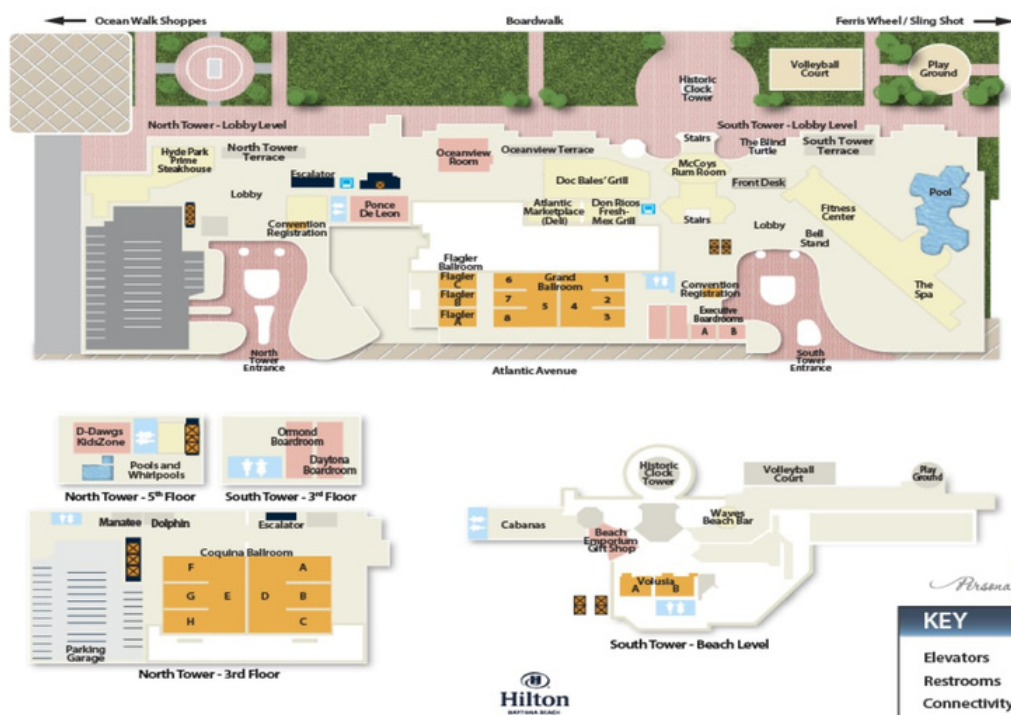 Ocean Walk Shoppes
Boardwalk
Ferris Wheel / Sling Shot
Historic
Clock
Tower
Volleyball
Court
Play
Ground
North Tower - Lobby Level
South Tower - Lobby Level
Hyde Park
Prime
Steakhouse
North Tower
Terrace
Oceanview
Room
Oceanview Terrace
Stairs
The Blind
Turtle
South Tower
Terrace
Lobby
Escalator
Ponce
De Leon
Convention
Registration
Doc Bales' Grill
McCoys
Rum Room
Front Desk
Atlantic
Marketplace
(Deli)
Don Ricos
Fresh-
Mex Grill
Stairs
Lobby
Bell
Stand
Fitness
Center
Pool
The Spa
Flagler
Ballroom
Flagler
C
Flagler
B
Flagler
A
Grand
Ballroom
6
7
8
5
4
1
2
3
Convention
Registration
Executive
Boardrooms
A
B
North
Tower
Entrance
Atlantic Avenue
South
Tower
Entrance
D-Dawgs
KidsZone
Pools and
Whirlpools
North Tower - 5th Floor
Ormond
Boardroom
Daytona
Boardroom
South Tower - 3rd Floor
Manatee
Dolphin
Escalator
Coquina Ballroom
F
G
H
E
D
A
B
C
Parking
Garage
North Tower - 3rd Floor
Historic
Clock
Tower
Volleyball
Court
Play
Ground
Cabanas
Beach
Emporium
Gift Shop
Waves
Beach Bar
Volusia
A
B
South Tower - Beach Level
Hilton
DAYTONA BEACH
Persona
KEY
Elevators
Restrooms
Connectivity